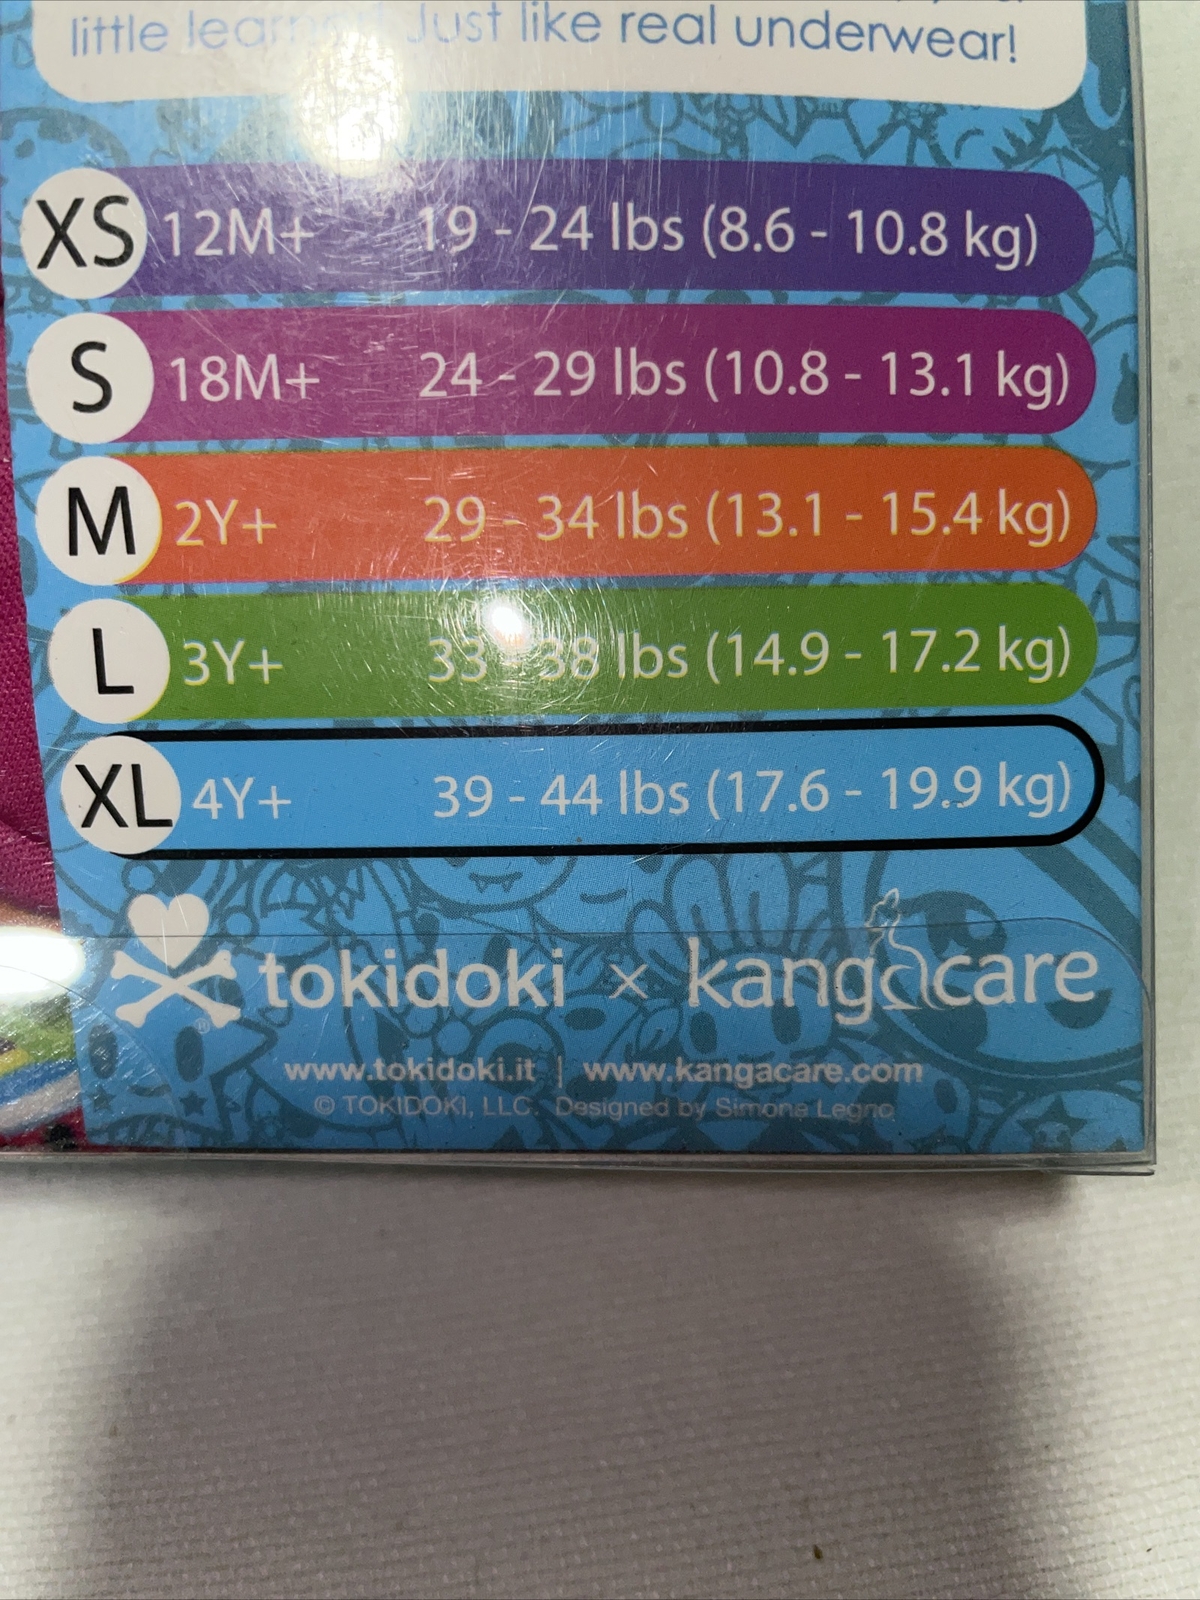 little learner! Just like real underwear!
XS 12M+ 19 - 24 lbs (8.6 - 10.8 kg)
S 18M+ 24 - 29 lbs (10.8 - 13.1 kg)
M 2Y+ 29 - 34 lbs (13.1 - 15.4 kg)
L 3Y+ 33 - 38 lbs (14.9 - 17.2 kg)
XL 4Y+ 39 - 44 lbs (17.6 - 19.9 kg)
® tokidoki × kangacare
www.tokidoki.it | www.kangacare.com
© TOKIDOKI, LLC. Designed by Simone Legno